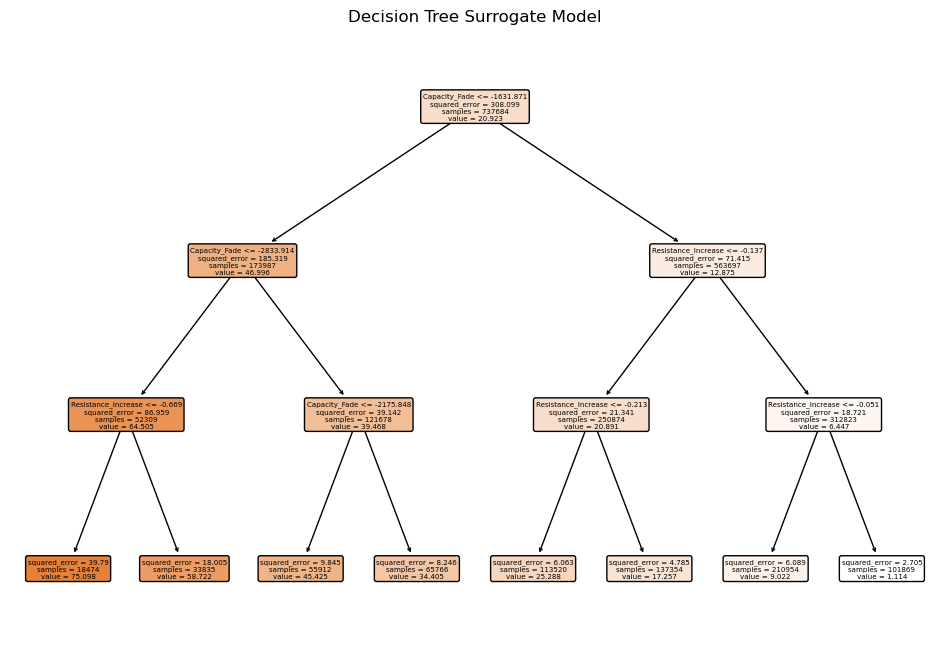 Decision Tree Surrogate Model
Capacity_Fade <= -1631.871
squared_error = 308.099
samples = 737684
value = 20.923
Capacity_Fade <= -2833.914
squared_error = 185.319
samples = 173987
value = 46.996
Resistance_Increase <= -0.137
squared_error = 71.415
samples = 563697
value = 12.875
Resistance_Increase <= -0.669
squared_error = 86.959
samples = 52309
value = 64.505
Capacity_Fade <= -2175.848
squared_error = 39.142
samples = 121678
value = 39.468
Resistance_Increase <= -0.213
squared_error = 21.341
samples = 250874
value = 20.891
Resistance_Increase <= -0.051
squared_error = 18.721
samples = 312823
value = 6.447
squared_error = 39.79
samples = 18474
value = 75.098
squared_error = 18.005
samples = 33835
value = 58.722
squared_error = 9.845
samples = 55912
value = 45.425
squared_error = 8.246
samples = 65766
value = 34.405
squared_error = 6.063
samples = 113520
value = 25.288
squared_error = 4.785
samples = 137354
value = 17.257
squared_error = 6.089
samples = 210954
value = 9.022
squared_error = 2.705
samples = 101869
value = 1.114